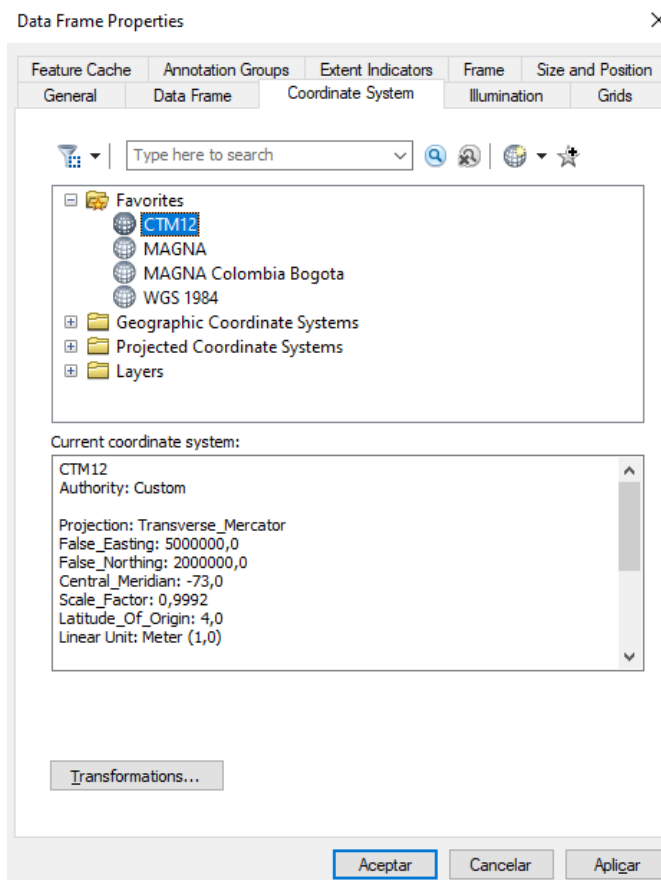 Data Frame Properties
Feature Cache Annotation Groups Extent Indicators Frame Size and Position
General Data Frame Coordinate System Illumination Grids
Type here to search
Favorites
CTM12
MAGNA
MAGNA Colombia Bogota
WGS 1984
Geographic Coordinate Systems
Projected Coordinate Systems
Layers
Current coordinate system:
CTM12
Authority: Custom
Projection: Transverse_Mercator
False_Easting: 5000000,0
False_Northing: 2000000,0
Central_Meridian: -73,0
Scale_Factor: 0,9992
Latitude_Of_Origin: 4,0
Linear Unit: Meter (1,0)
Transformations...
Aceptar Cancelar Aplicar